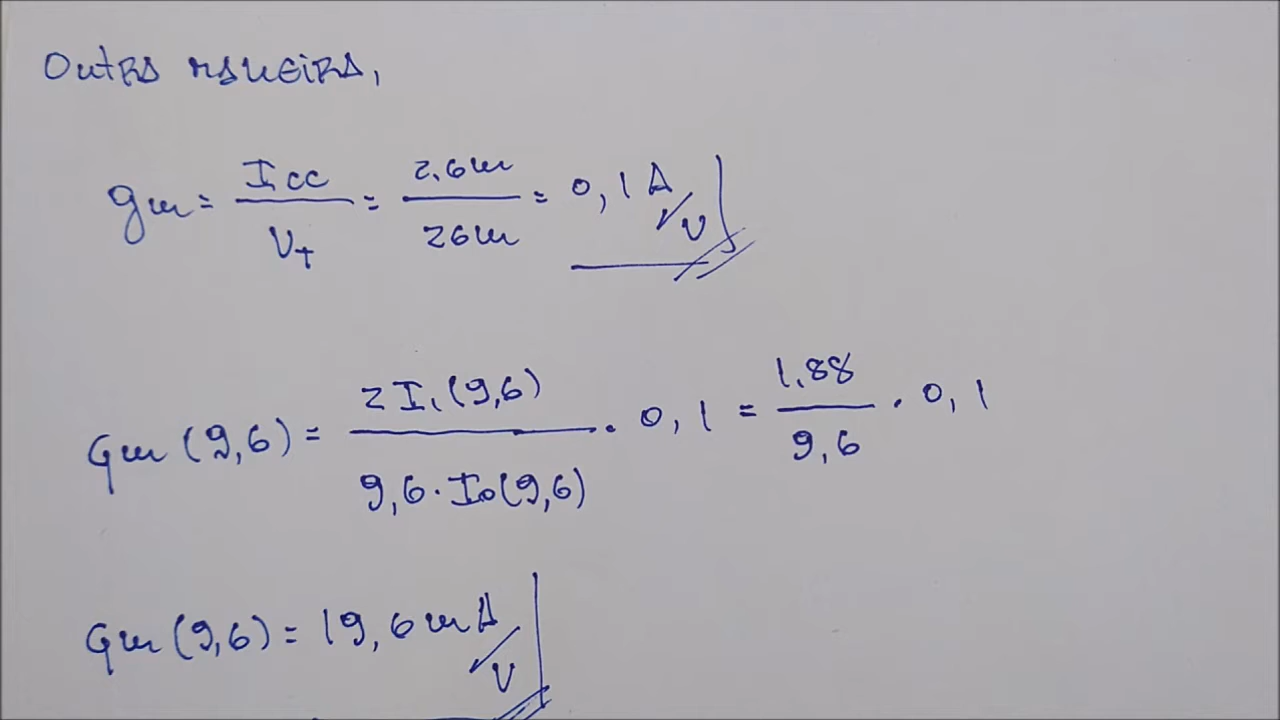 Outra maneira,
gm = Icc / VT = 2.6m / 26m = 0,1 A/V
Gm(9,6) = 2I1(9,6) / 9,6·I0(9,6) · 0,1 = 1.88 / 9,6 · 0,1
Gm(9,6) = 19,6 mA/V